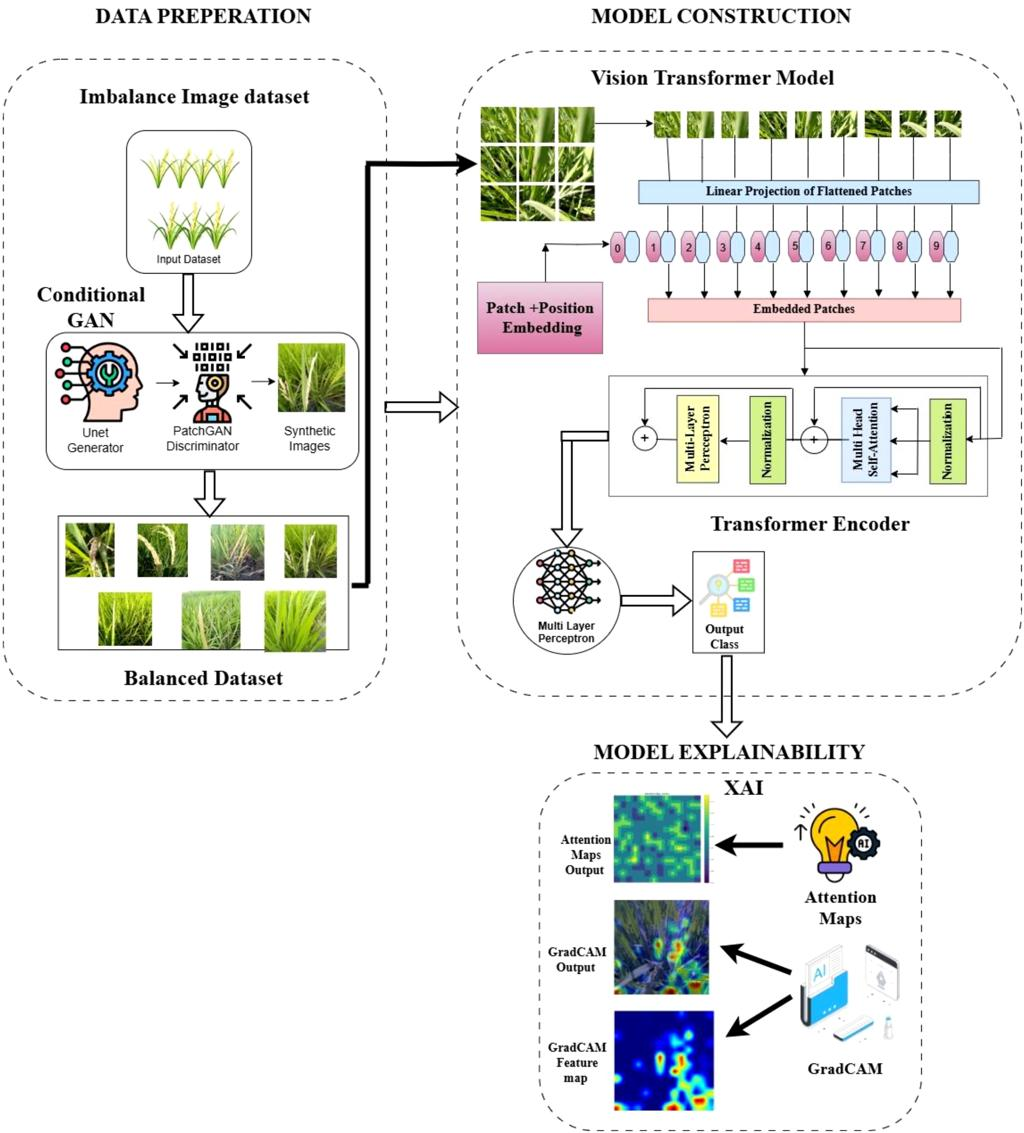 DATA PREPERATION
Imbalance Image dataset
Input Dataset
Conditional
GAN
Unet
Generator
PatchGAN
Discriminator
Synthetic
Images
Balanced Dataset
MODEL CONSTRUCTION
Vision Transformer Model
Linear Projection of Flattened Patches
0 1 2 3 4 5 6 7 8 9
Patch +Position
Embedding
Embedded Patches
+
Multi-Layer
Perceptron
Normalization
+
Multi Head
Self-Attention
Normalization
Transformer Encoder
Multi Layer
Perceptron
Output
Class
MODEL EXPLAINABILITY
XAI
Attention
Maps
Output
AI
Attention
Maps
GradCAM
Output
AI
GradCAM
Feature
map
GradCAM